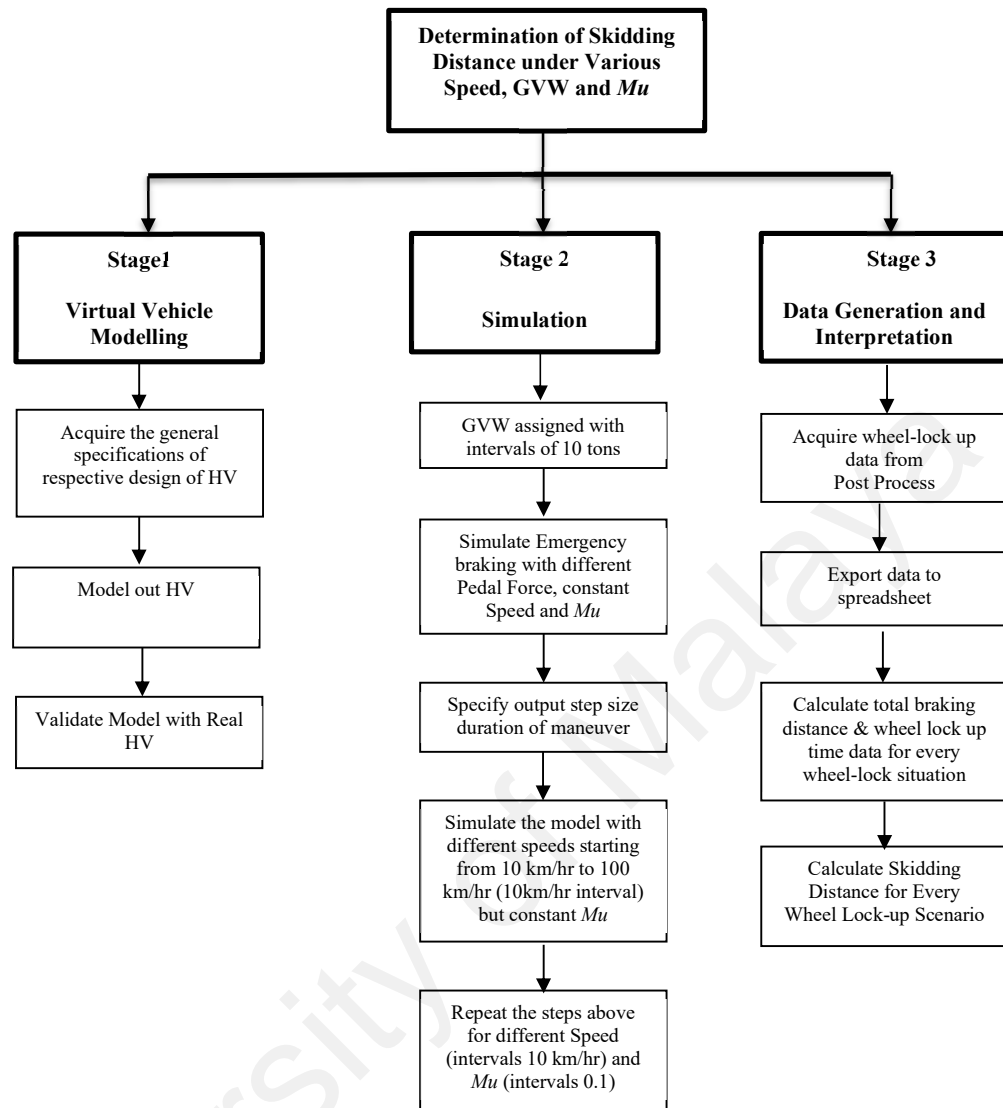 Determination of Skidding
Distance under Various
Speed, GVW and Mu
Stage1
Virtual Vehicle
Modelling
Acquire the general
specifications of
respective design of HV
Model out HV
Validate Model with Real
HV
Stage 2
Simulation
GVW assigned with
intervals of 10 tons
Simulate Emergency
braking with different
Pedal Force, constant
Speed and Mu
Specify output step size
duration of maneuver
Simulate the model with
different speeds starting
from 10 km/hr to 100
km/hr (10km/hr interval)
but constant Mu
Repeat the steps above
for different Speed
(intervals 10 km/hr) and
Mu (intervals 0.1)
Stage 3
Data Generation and
Interpretation
Acquire wheel-lock up
data from
Post Process
Export data to
spreadsheet
Calculate total braking
distance & wheel lock up
time data for every
wheel-lock situation
Calculate Skidding
Distance for Every
Wheel Lock-up Scenario
ersity of Malaya